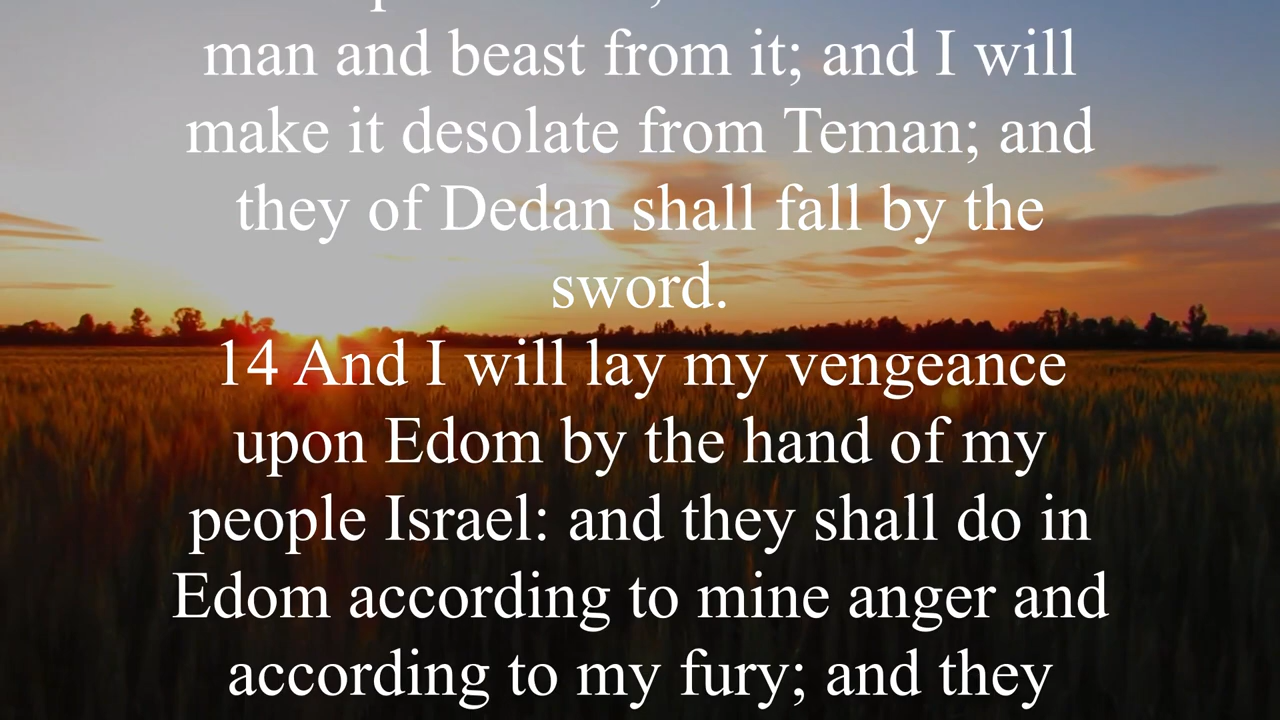 man and beast from it; and I will
make it desolate from Teman; and
they of Dedan shall fall by the
sword.
14 And I will lay my vengeance
upon Edom by the hand of my
people Israel: and they shall do in
Edom according to mine anger and
according to my fury; and they